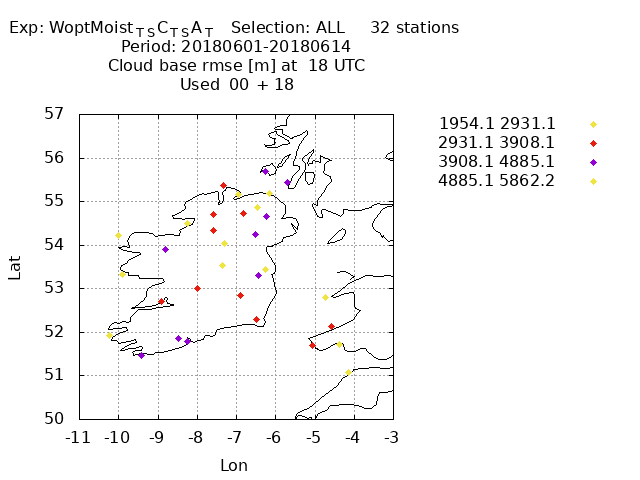 Exp: WoptMoist T S C T S A T Selection: ALL 32 stations
Period: 20180601-20180614
Cloud base rmse [m] at 18 UTC
Used 00 + 18
57
56
55
54
53
52
51
50
-11 -10 -9 -8 -7 -6 -5 -4 -3
Lat
Lon
1954.1 2931.1
2931.1 3908.1
3908.1 4885.1
4885.1 5862.2